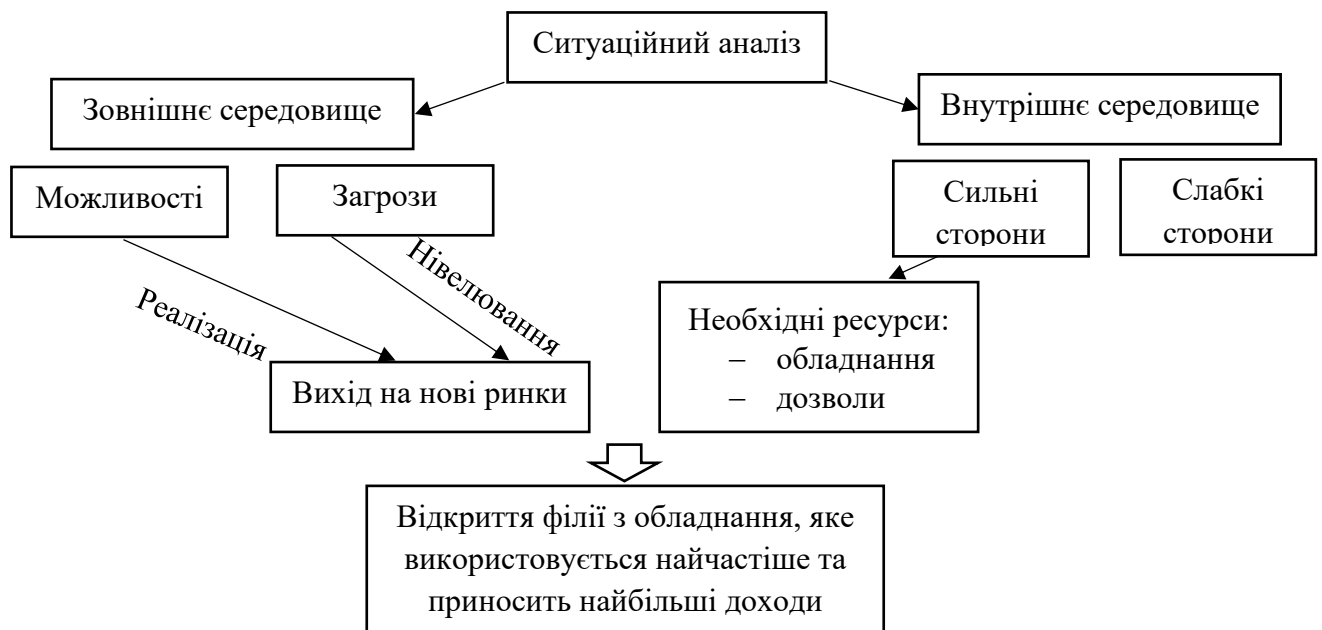 Ситуаційний аналіз
Зовнішнє середовище
Внутрішнє середовище
Можливості
Загрози
Сильні
сторони
Слабкі
сторони
Реалізація
Нівелювання
Необхідні ресурси:
– обладнання
– дозволи
Вихід на нові ринки
Відкриття філії з обладнання, яке
використовується найчастіше та
приносить найбільші доходи